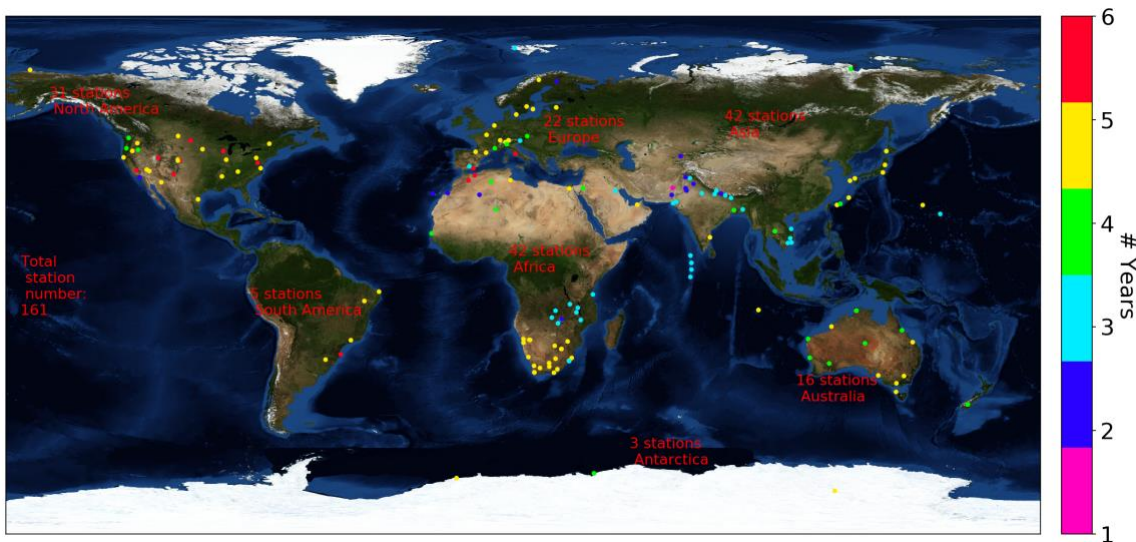 31 stations
North America
22 stations
Europe
42 stations
Asia
42 stations
Africa
Total
station
number:
161
5 stations
South America
16 stations
Australia
3 stations
Antarctica
6
5
4
3
2
1
# Years